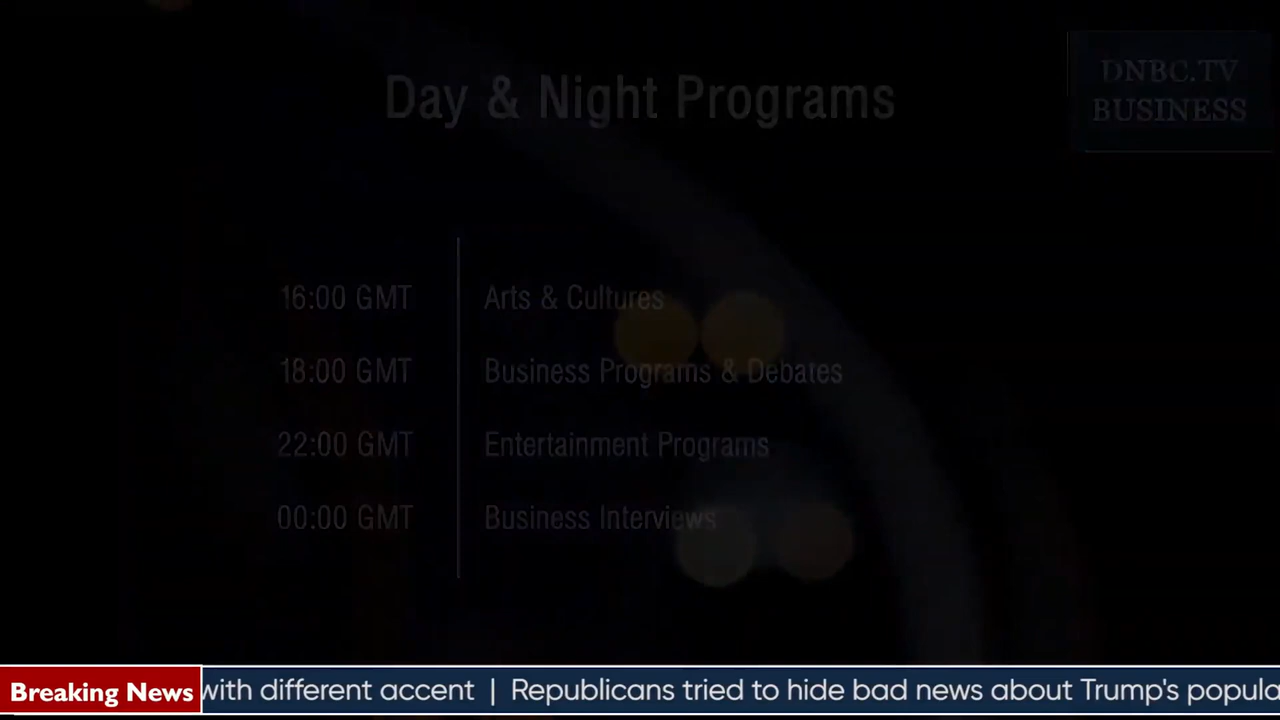 Day & Night Programs
DNBC.TV
BUSINESS
16:00 GMT Arts & Cultures
18:00 GMT Business Programs & Debates
22:00 GMT Entertainment Programs
00:00 GMT Business Interviews
Breaking News with different accent | Republicans tried to hide bad news about Trump's popula